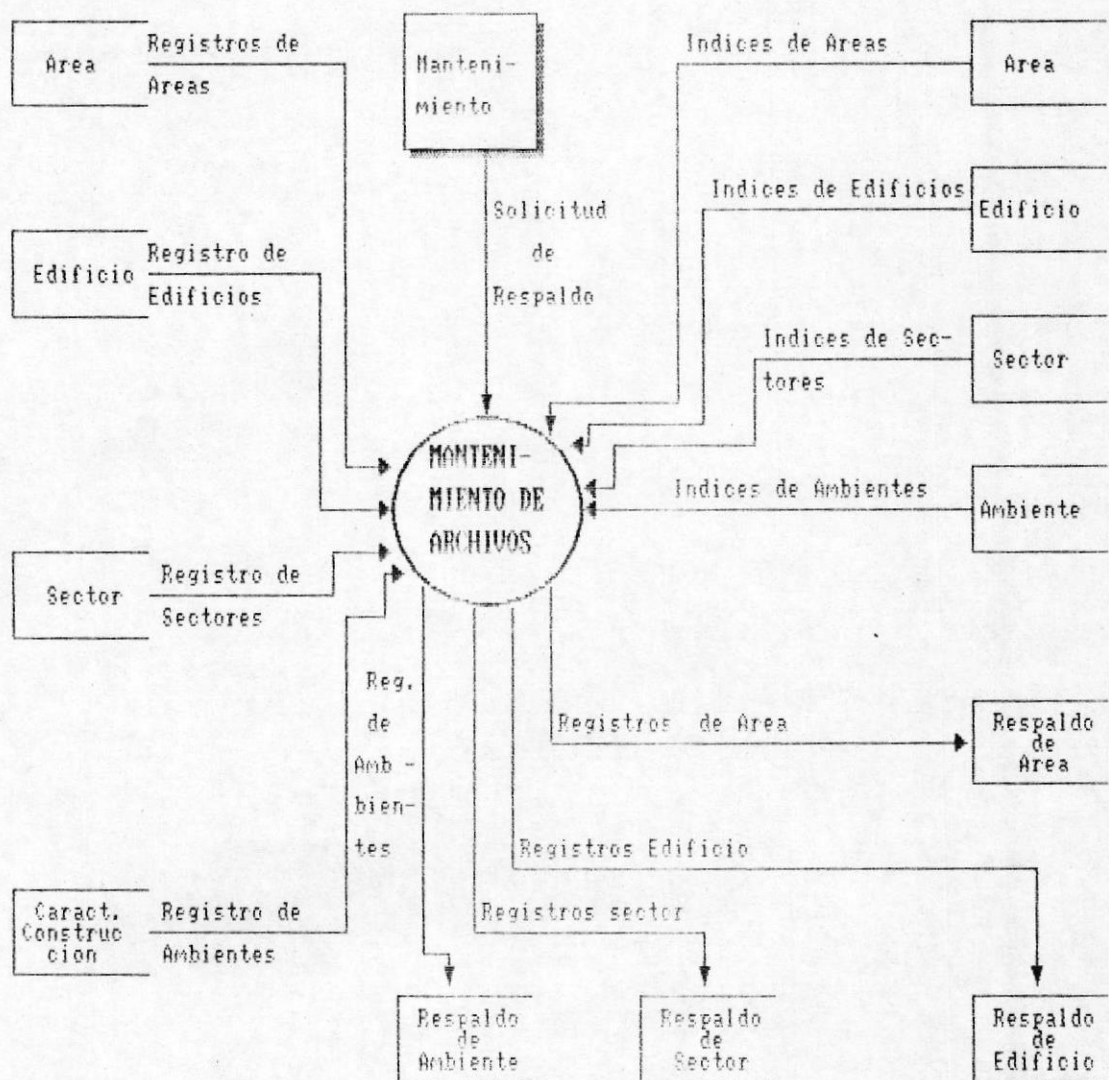 Area
Registros de
Areas
Manteni-
miento
Indices de Areas
Area
Solicitud
de
Respaldo
Indices de Edificios
Edificio
Edificio
Registro de
Edificios
Indices de Sec-
tores
Sector
MANTENI-
MIENTO DE
ARCHIVOS
Indices de Ambientes
Ambiente
Sector
Registro de
Sectores
Reg.
de
Amb -
bien-
tes
Registros de Area
Respaldo
de
Area
Registros Edificio
Registros sector
Caract.
Construc
cion
Registro de
Ambientes
Respaldo
de
Ambiente
Respaldo
de
Sector
Respaldo
de
Edificio